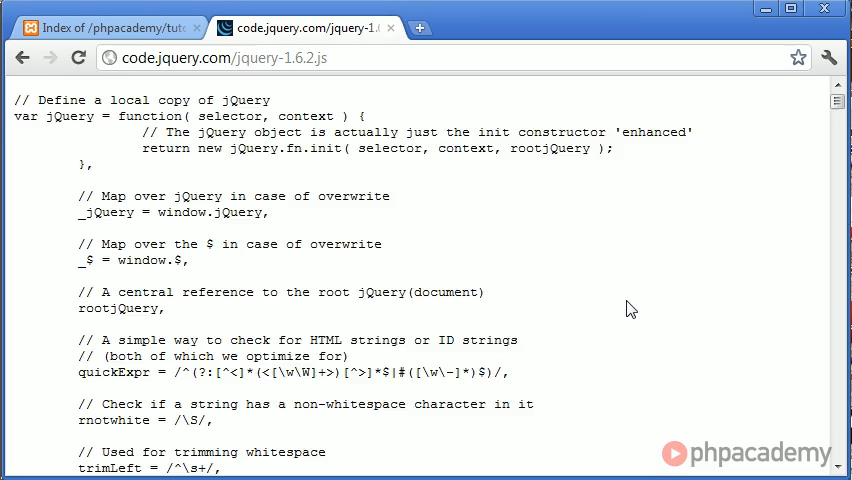 Index of /phpacademy/tuto
code.jquery.com/jquery-1.6
code.jquery.com/jquery-1.6.2.js
// Define a local copy of jQuery
var jQuery = function( selector, context ) {
// The jQuery object is actually just the init constructor 'enhanced'
return new jQuery.fn.init( selector, context, rootjQuery );
},
// Map over jQuery in case of overwrite
_jQuery = window.jQuery,
// Map over the $ in case of overwrite
_$ = window.$,
// A central reference to the root jQuery(document)
rootjQuery,
// A simple way to check for HTML strings or ID strings
// (both of which we optimize for)
quickExpr = /^(?:[^<]*(<[\w\W]+>)[^>]*$|#([\w\-]*)$)/,
// Check if a string has a non-whitespace character in it
rnotwhite = /\S/,
// Used for trimming whitespace
trimLeft = /^\s+/,
phpacademy